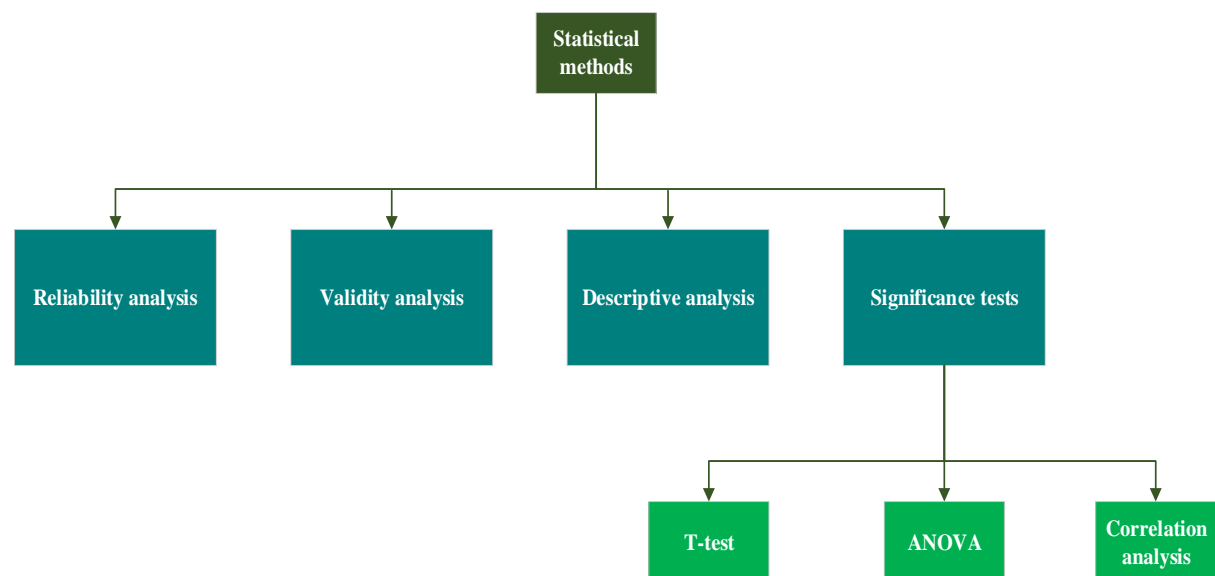 Statistical
methods
Reliability analysis
Validity analysis
Descriptive analysis
Significance tests
T-test
ANOVA
Correlation
analysis